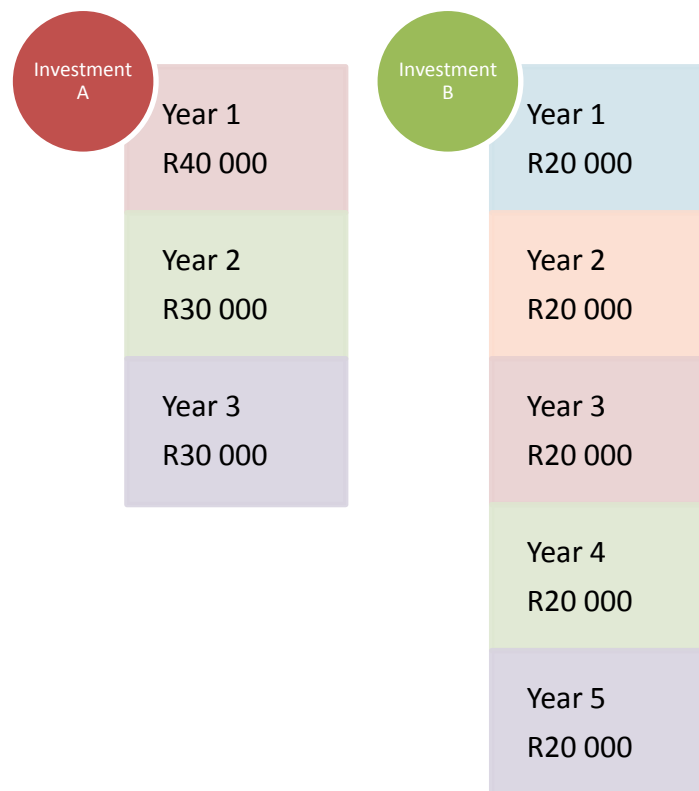 Investment
A
Year 1
R40 000
Year 2
R30 000
Year 3
R30 000
Investment
B
Year 1
R20 000
Year 2
R20 000
Year 3
R20 000
Year 4
R20 000
Year 5
R20 000